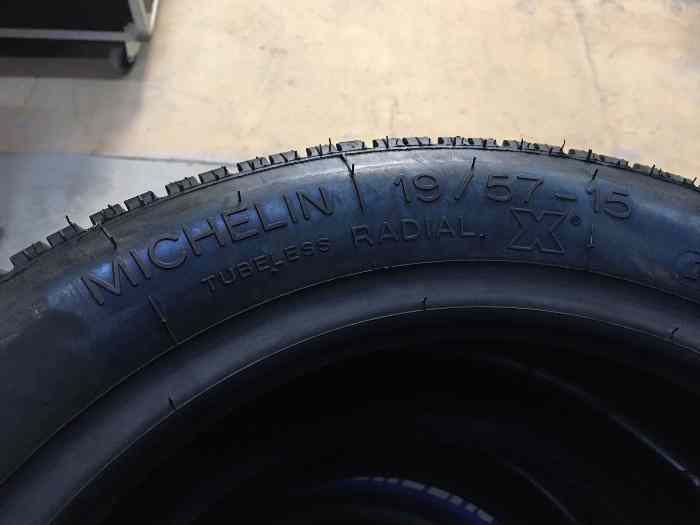 MICHELIN 19/57-15
TUBELESS RADIAL. X®